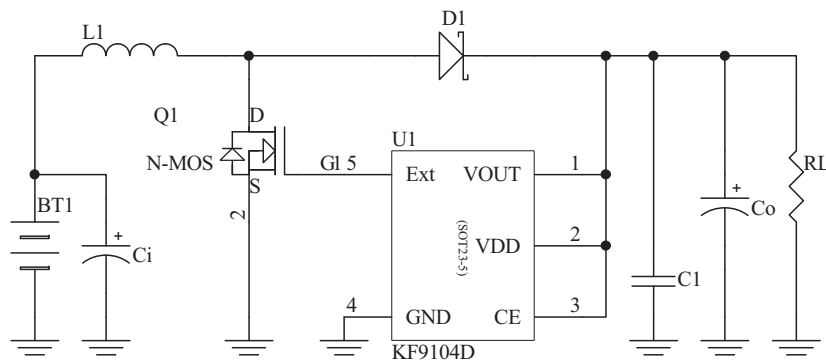 L1
D1
Q1
D
U1
N-MOS
G1 5
Ext
VOUT
1
RL
S
BT1
2
(SOT23-5)
VDD
2
+
Co
+
Ci
C1
4
GND
CE
3
KF9104D